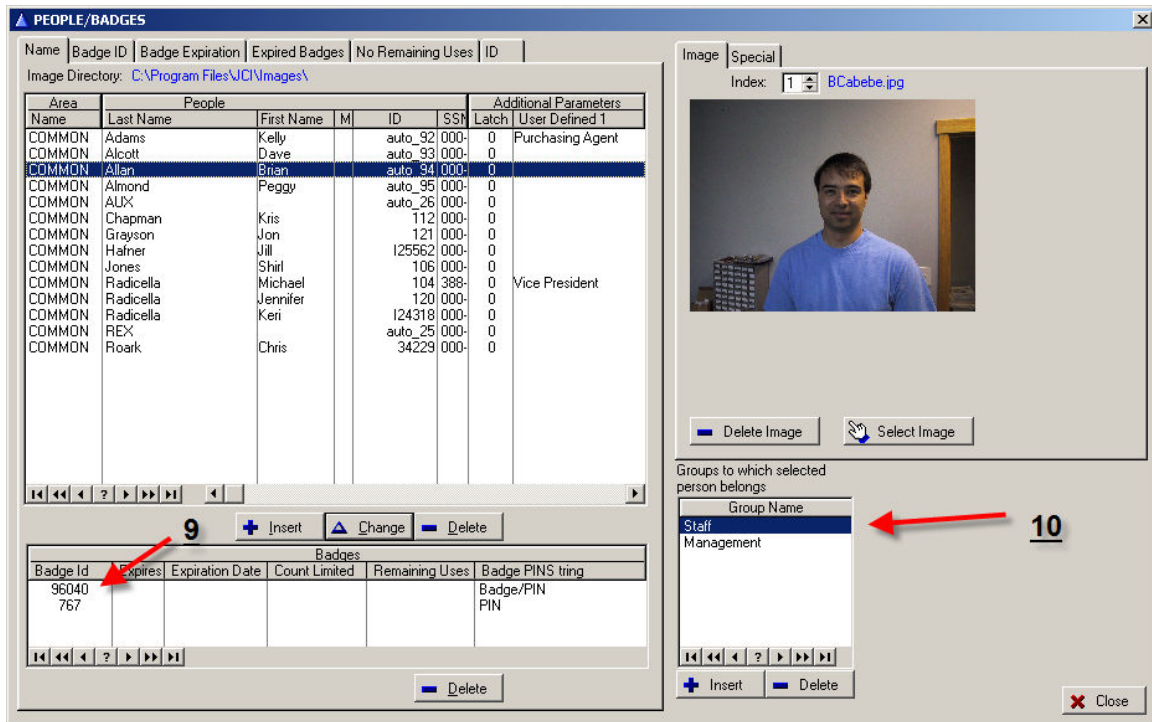 PEOPLE/BADGES
Name Badge ID Badge Expiration Expired Badges No Remaining Uses ID
Image Directory: C:\Program Files\JCI\Images\
Area People Additional Parameters
Name Last Name First Name M ID SSN Latch User Defined 1
COMMON Adams Kelly auto_92 000- 0 Purchasing Agent
COMMON Alcott Dave auto_93 000- 0
COMMON Allan Brian auto_94 000- 0
COMMON Almond Peggy auto_95 000- 0
COMMON AUX auto_26 000- 0
COMMON Chapman Kris 112 000- 0
COMMON Grayson Jon 121 000- 0
COMMON Hafner Jill I25562 000- 0
COMMON Jones Shirl 106 000- 0
COMMON Radicella Michael 104 388- 0 Vice President
COMMON Radicella Jennifer 120 000- 0
COMMON Radicella Keri I24318 000- 0
COMMON REX auto_25 000- 0
COMMON Roark Chris 34229 000- 0
?
Insert Change Delete
9
Badges
Badge Id Expires Expiration Date Count Limited Remaining Uses Badge PINS tring
96040 Badge/PIN
767 PIN
?
Delete
Image Special
Index: 1 BCabebe.jpg
Delete Image Select Image
Groups to which selected
person belongs
Group Name
Staff
Management
10
?
Insert Delete
Close